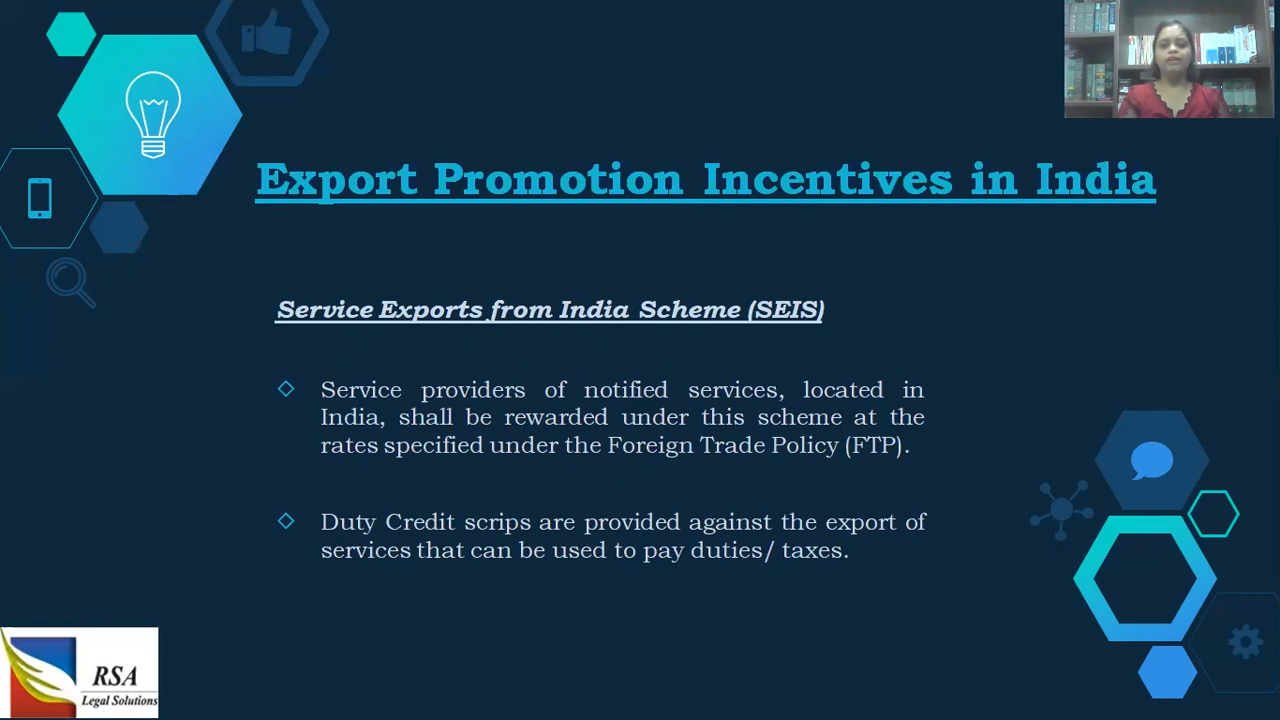 Export Promotion Incentives in India
Service Exports from India Scheme (SEIS)
Service providers of notified services, located in
India, shall be rewarded under this scheme at the
rates specified under the Foreign Trade Policy (FTP).
Duty Credit scrips are provided against the export of
services that can be used to pay duties/ taxes.
RSA
Legal Solutions